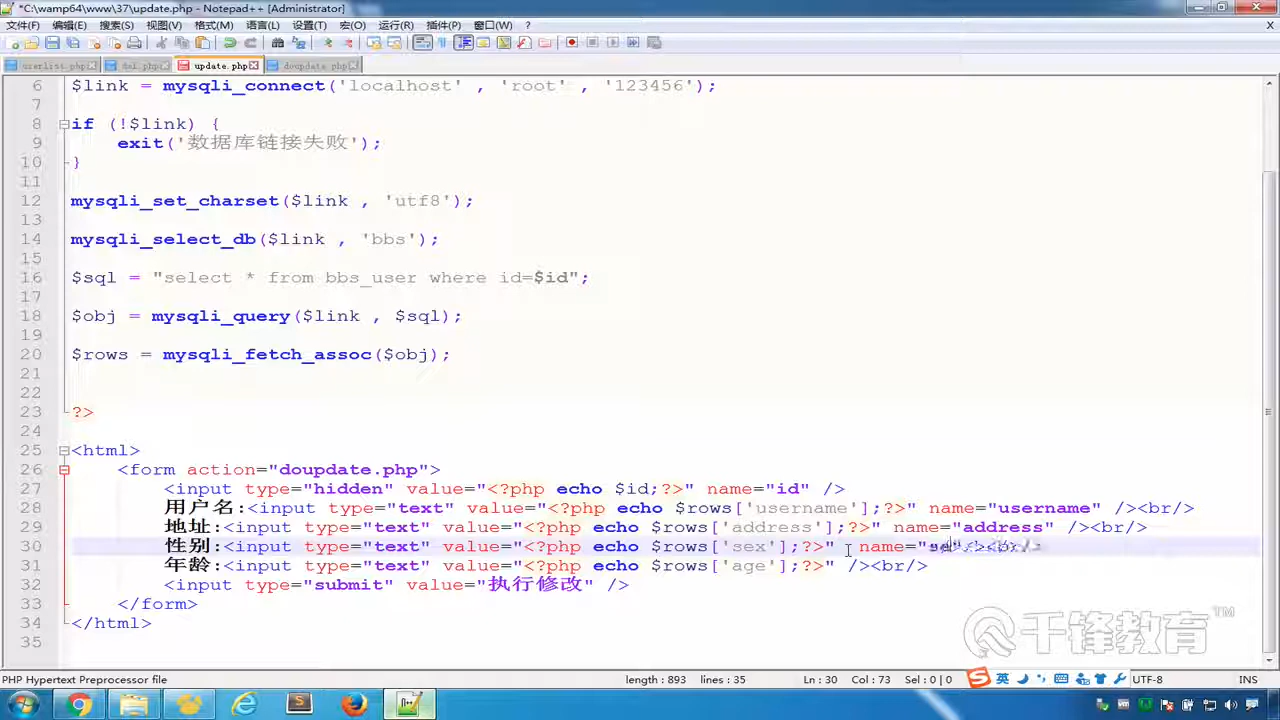 *C:\wamp64\www\37\update.php - Notepad++ [Administrator]
文件(F) 编辑(E) 搜索(S) 视图(V) 格式(M) 语言(L) 设置(T) 宏(O) 运行(R) 插件(P) 窗口(W) ?
X
userlist.php del.php update.php doupdate.php
6 $link = mysqli_connect('localhost' , 'root' , '123456');
7
8 if (!$link) {
9 exit('数据库链接失败');
10 }
11
12 mysqli_set_charset($link , 'utf8');
13
14 mysqli_select_db($link , 'bbs');
15
16 $sql = "select * from bbs_user where id=$id";
17
18 $obj = mysqli_query($link , $sql);
19
20 $rows = mysqli_fetch_assoc($obj);
21
22
23 ?>
24
25 <html>
26 <form action="doupdate.php">
27 <input type="hidden" value="<?php echo $id;?>" name="id" />
28 用户名:<input type="text" value="<?php echo $rows['username'];?>" name="username" /><br/>
29 地址:<input type="text" value="<?php echo $rows['address'];?>" name="address" /><br/>
30 性别:<input type="text" value="<?php echo $rows['sex'];?>" name="
31 年龄:<input type="text" value="<?php echo $rows['age'];?>" /><br/>
32 <input type="submit" value="执行修改" />
33 </form>
34 </html>
35
千锋教育™
PHP Hypertext Preprocessor file length : 893 lines : 35 Ln : 30 Col : 73 Sel : 0 | 0 英 UTF-8 INS